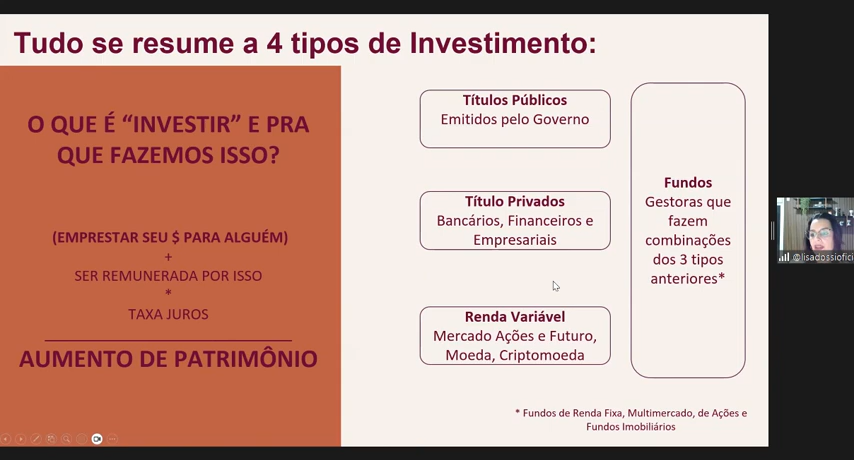 Tudo se resume a 4 tipos de Investimento:
O QUE É “INVESTIR” E PRA
QUE FAZEMOS ISSO?
(EMPRESTAR SEU $ PARA ALGUÉM)
+
SER REMUNERADA POR ISSO
*
TAXA JUROS
AUMENTO DE PATRIMÔNIO
Títulos Públicos
Emitidos pelo Governo
Título Privados
Bancários, Financeiros e
Empresariais
Renda Variável
Mercado Ações e Futuro,
Moeda, Criptomoeda
Fundos
Gestoras que
fazem
combinações
dos 3 tipos
anteriores*
* Fundos de Renda Fixa, Multimercado, de Ações e
Fundos Imobiliários
@lisadossiofici